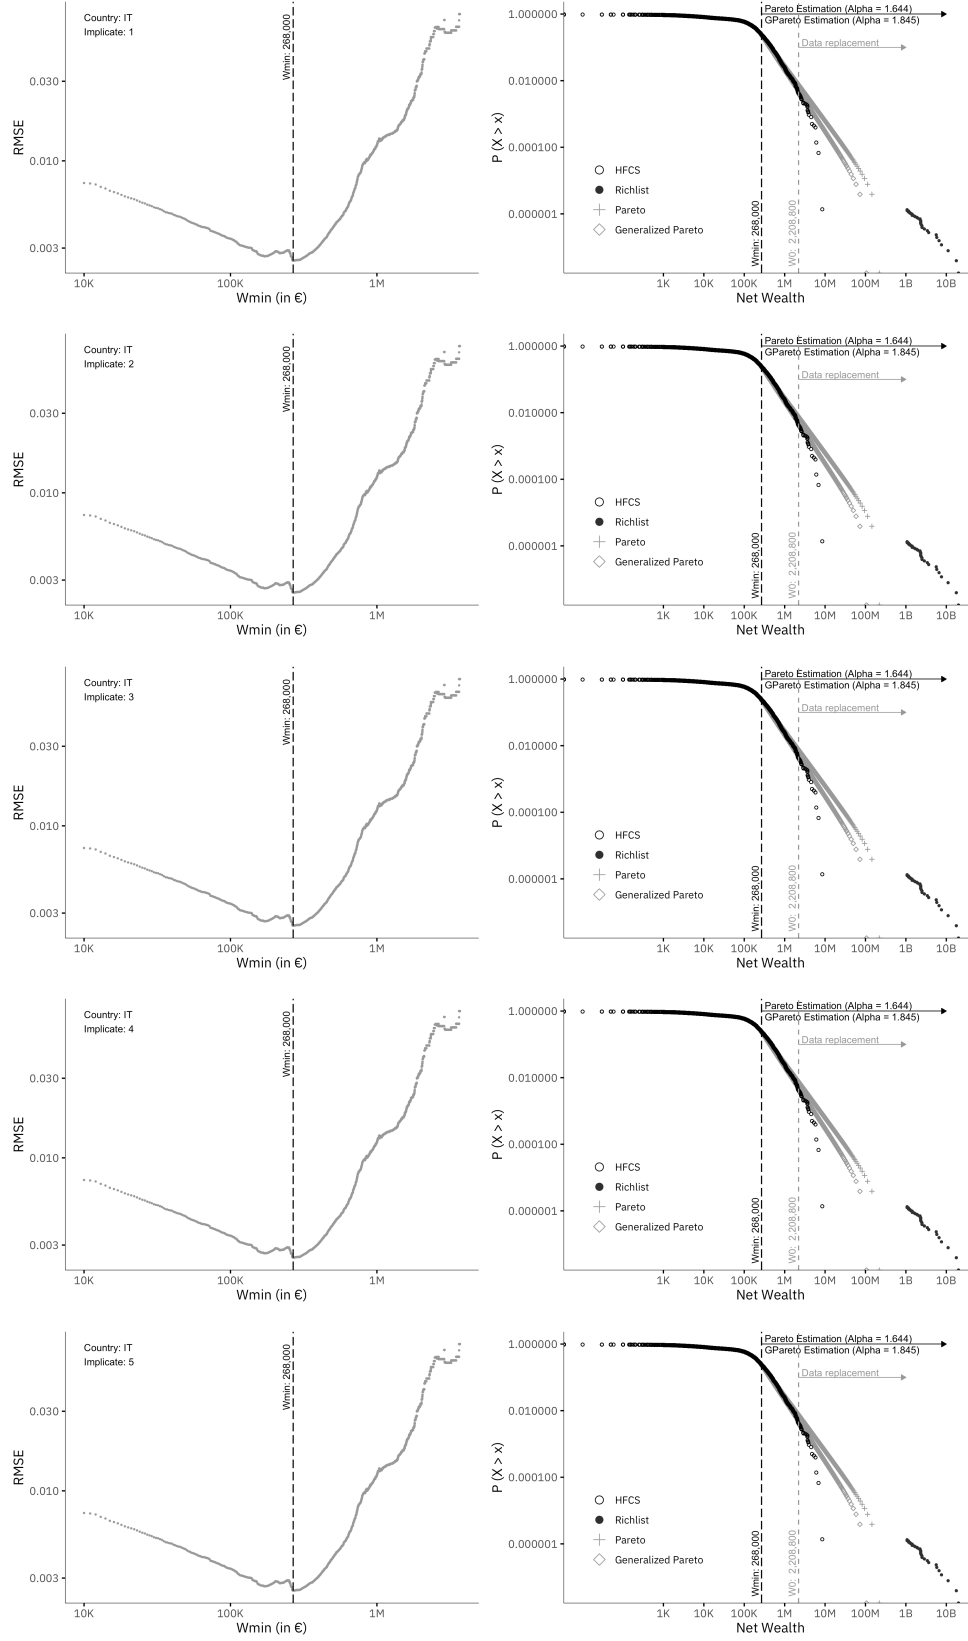 Country: IT
Implicate: 1
Wmin: 268,000
RMSE
0.030
0.010
0.003
10K 100K 1M
Wmin (in €)
Pareto Estimation (Alpha = 1.644)
GPareto Estimation (Alpha = 1.845)
Data replacement
P (X > x)
1.000000
0.010000
0.000100
0.000001
HFCS
Richlist
Pareto
Generalized Pareto
Wmin: 268,000
W0: 2,208,800
1K 10K 100K 1M 10M 100M 1B 10B
Net Wealth
Country: IT
Implicate: 2
Wmin: 268,000
RMSE
0.030
0.010
0.003
10K 100K 1M
Wmin (in €)
Pareto Estimation (Alpha = 1.644)
GPareto Estimation (Alpha = 1.845)
Data replacement
P (X > x)
1.000000
0.010000
0.000100
0.000001
HFCS
Richlist
Pareto
Generalized Pareto
Wmin: 268,000
W0: 2,208,800
1K 10K 100K 1M 10M 100M 1B 10B
Net Wealth
Country: IT
Implicate: 3
Wmin: 268,000
RMSE
0.030
0.010
0.003
10K 100K 1M
Wmin (in €)
Pareto Estimation (Alpha = 1.644)
GPareto Estimation (Alpha = 1.845)
Data replacement
P (X > x)
1.000000
0.010000
0.000100
0.000001
HFCS
Richlist
Pareto
Generalized Pareto
Wmin: 268,000
W0: 2,208,800
1K 10K 100K 1M 10M 100M 1B 10B
Net Wealth
Country: IT
Implicate: 4
Wmin: 268,000
RMSE
0.030
0.010
0.003
10K 100K 1M
Wmin (in €)
Pareto Estimation (Alpha = 1.644)
GPareto Estimation (Alpha = 1.845)
Data replacement
P (X > x)
1.000000
0.010000
0.000100
0.000001
HFCS
Richlist
Pareto
Generalized Pareto
Wmin: 268,000
W0: 2,208,800
1K 10K 100K 1M 10M 100M 1B 10B
Net Wealth
Country: IT
Implicate: 5
Wmin: 268,000
RMSE
0.030
0.010
0.003
10K 100K 1M
Wmin (in €)
Pareto Estimation (Alpha = 1.644)
GPareto Estimation (Alpha = 1.845)
Data replacement
P (X > x)
1.000000
0.010000
0.000100
0.000001
HFCS
Richlist
Pareto
Generalized Pareto
Wmin: 268,000
W0: 2,208,800
1K 10K 100K 1M 10M 100M 1B 10B
Net Wealth